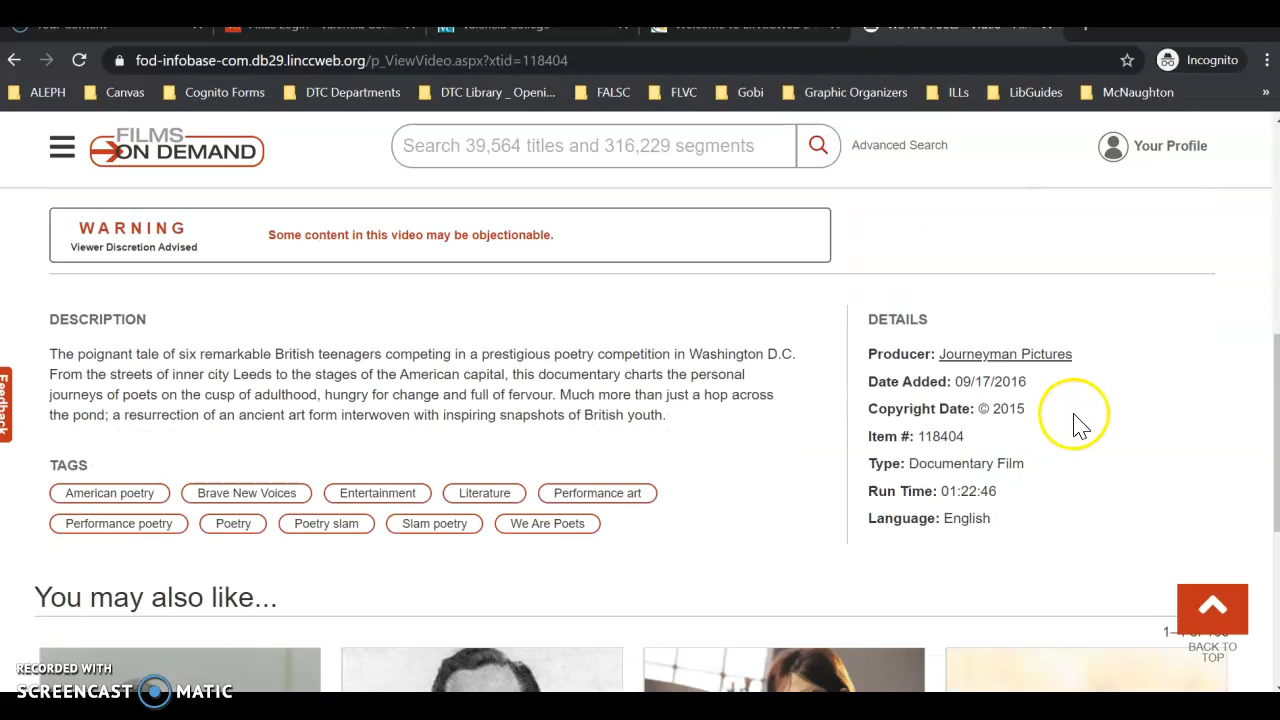 fod-infobase-com.db29.linccweb.org/p_ViewVideo.aspx?xtid=118404
Incognito
ALEPH Canvas Cognito Forms DTC Departments DTC Library _ Openi... FALSC FLVC Gobi Graphic Organizers ILLs LibGuides McNaughton »
FILMS
ON DEMAND
Search 39,564 titles and 316,229 segments
Advanced Search
Your Profile
WARNING
Viewer Discretion Advised
Some content in this video may be objectionable.
Feedback
DESCRIPTION
The poignant tale of six remarkable British teenagers competing in a prestigious poetry competition in Washington D.C.
From the streets of inner city Leeds to the stages of the American capital, this documentary charts the personal
journeys of poets on the cusp of adulthood, hungry for change and full of fervour. Much more than just a hop across
the pond; a resurrection of an ancient art form interwoven with inspiring snapshots of British youth.
TAGS
American poetry Brave New Voices Entertainment Literature Performance art
Performance poetry Poetry Poetry slam Slam poetry We Are Poets
DETAILS
Producer: Journeyman Pictures
Date Added: 09/17/2016
Copyright Date: © 2015
Item #: 118404
Type: Documentary Film
Run Time: 01:22:46
Language: English
You may also like...
BACK TO
TOP
RECORDED WITH
SCREENCAST MATIC